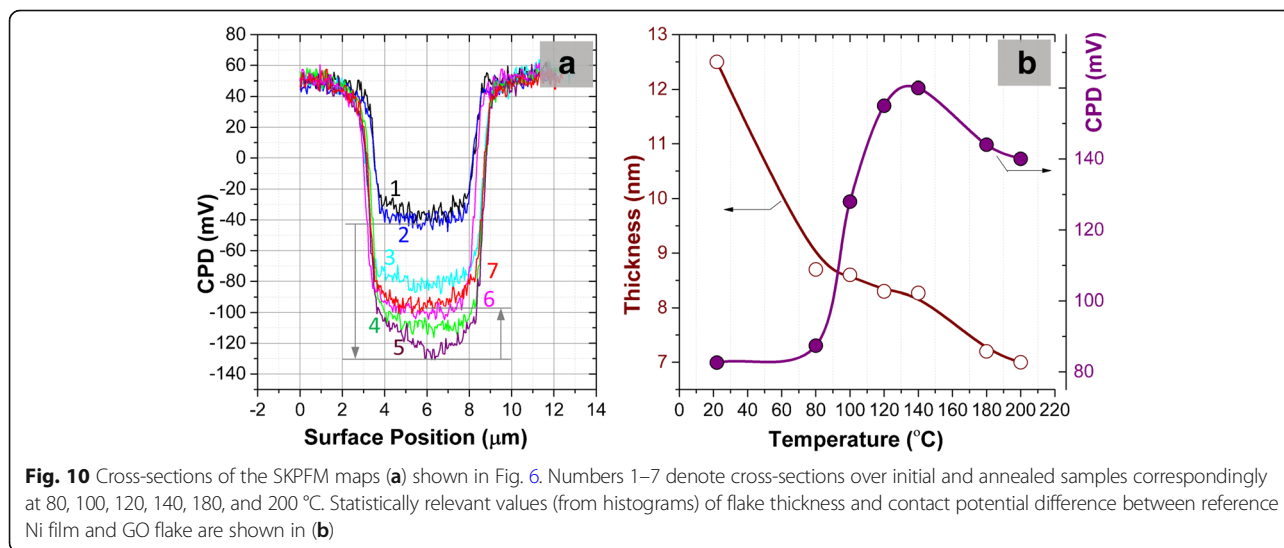 a
80
60
40
20
0
-20
-40
-60
-80
-100
-120
-140
CPD (mV)
1
2
3
7
6
4
5
-2 0 2 4 6 8 10 12 14
Surface Position (μm)
b
13
12
11
10
9
8
7
Thickness (nm)
160
140
120
100
80
CPD (mV)
0 20 40 60 80 100 120 140 160 180 200 220
Temperature (°C)
Fig. 10 Cross-sections of the SKPFM maps (a) shown in Fig. 6. Numbers 1–7 denote cross-sections over initial and annealed samples correspondingly
at 80, 100, 120, 140, 180, and 200 °C. Statistically relevant values (from histograms) of flake thickness and contact potential difference between reference
Ni film and GO flake are shown in (b)